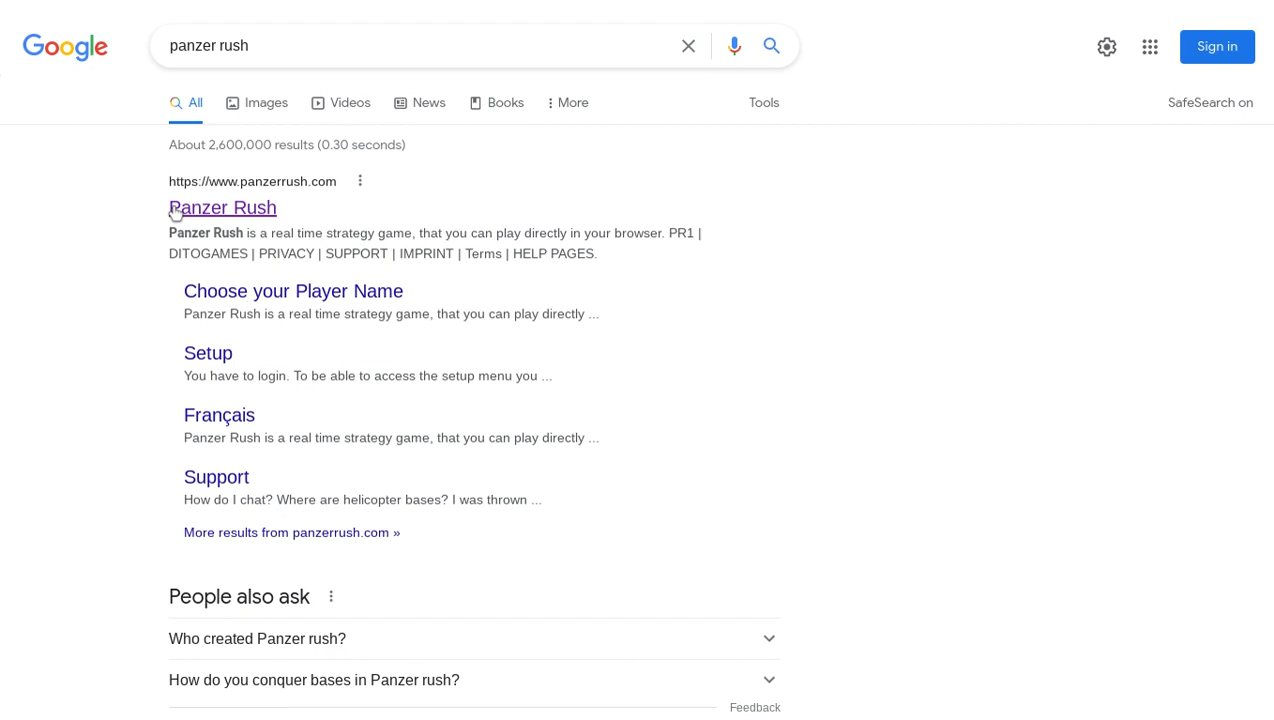 Google
panzer rush
Sign in
All Images Videos News Books More Tools SafeSearch on
About 2,600,000 results (0.30 seconds)
https://www.panzerrush.com
Panzer Rush
Panzer Rush is a real time strategy game, that you can play directly in your browser. PR1 |
DITOGAMES | PRIVACY | SUPPORT | IMPRINT | Terms | HELP PAGES.
Choose your Player Name
Panzer Rush is a real time strategy game, that you can play directly ...
Setup
You have to login. To be able to access the setup menu you ...
Français
Panzer Rush is a real time strategy game, that you can play directly ...
Support
How do I chat? Where are helicopter bases? I was thrown ...
More results from panzerrush.com »
People also ask
Who created Panzer rush?
How do you conquer bases in Panzer rush?
Feedback